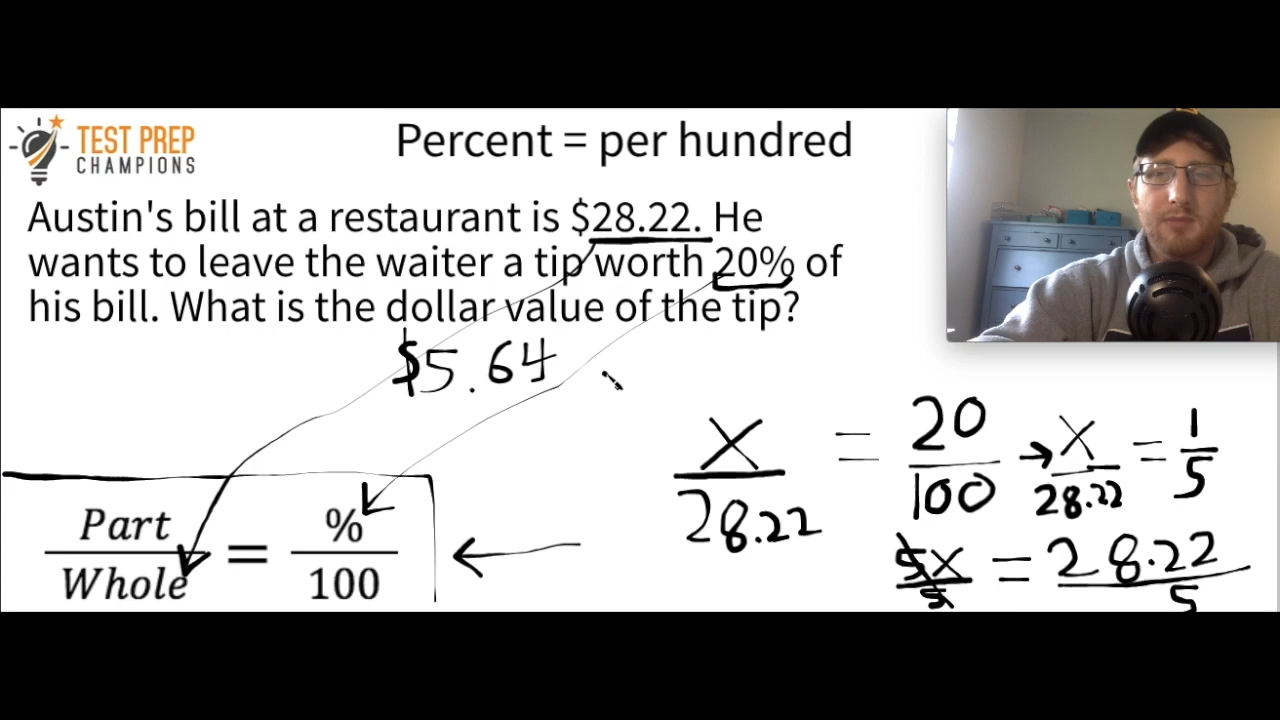 TEST PREP
CHAMPIONS
Percent = per hundred
Austin's bill at a restaurant is $28.22. He
wants to leave the waiter a tip worth 20% of
his bill. What is the dollar value of the tip?
$5.64
Part/Whole = %/100
x/28.22 = 20/100 → x/28.22 = 1/5
5x/5 = 28.22/5